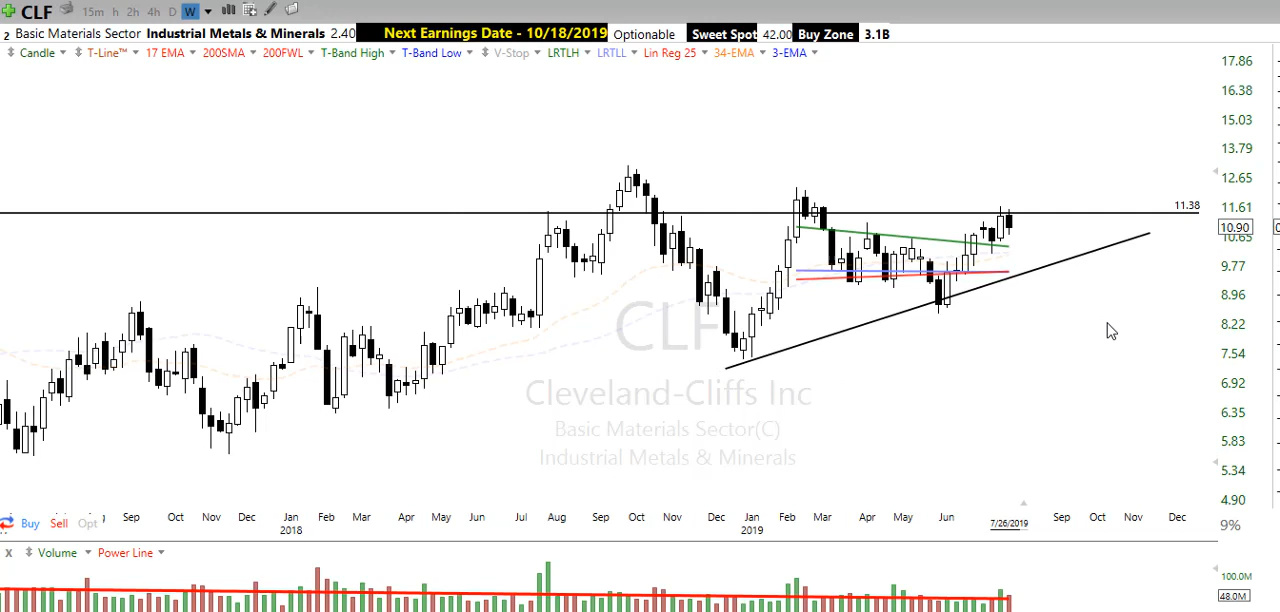 CLF 15m h 2h 4h D W
2 Basic Materials Sector Industrial Metals & Minerals 2.40 Next Earnings Date - 10/18/2019 Optionable Sweet Spot 42.00 Buy Zone 3.1B
Candle T-Line™ 17 EMA 200SMA 200FWL T-Band High T-Band Low V-Stop LRTLH LRTLL Lin Reg 25 34-EMA 3-EMA
17.86
16.38
15.03
13.79
12.65
11.38
11.61
10.90
10.65
9.77
8.96
8.22
7.54
6.92
6.35
5.83
5.34
4.90
CLF
Cleveland-Cliffs Inc
Basic Materials Sector(C)
Industrial Metals & Minerals
Sep Oct Nov Dec Jan Feb Mar Apr May Jun Jul Aug Sep Oct Nov Dec Jan Feb Mar Apr May Jun 7/26/2019 Sep Oct Nov Dec
2018 2019
Buy Sell Opt
9%
X Volume Power Line
100.0M
48.0M